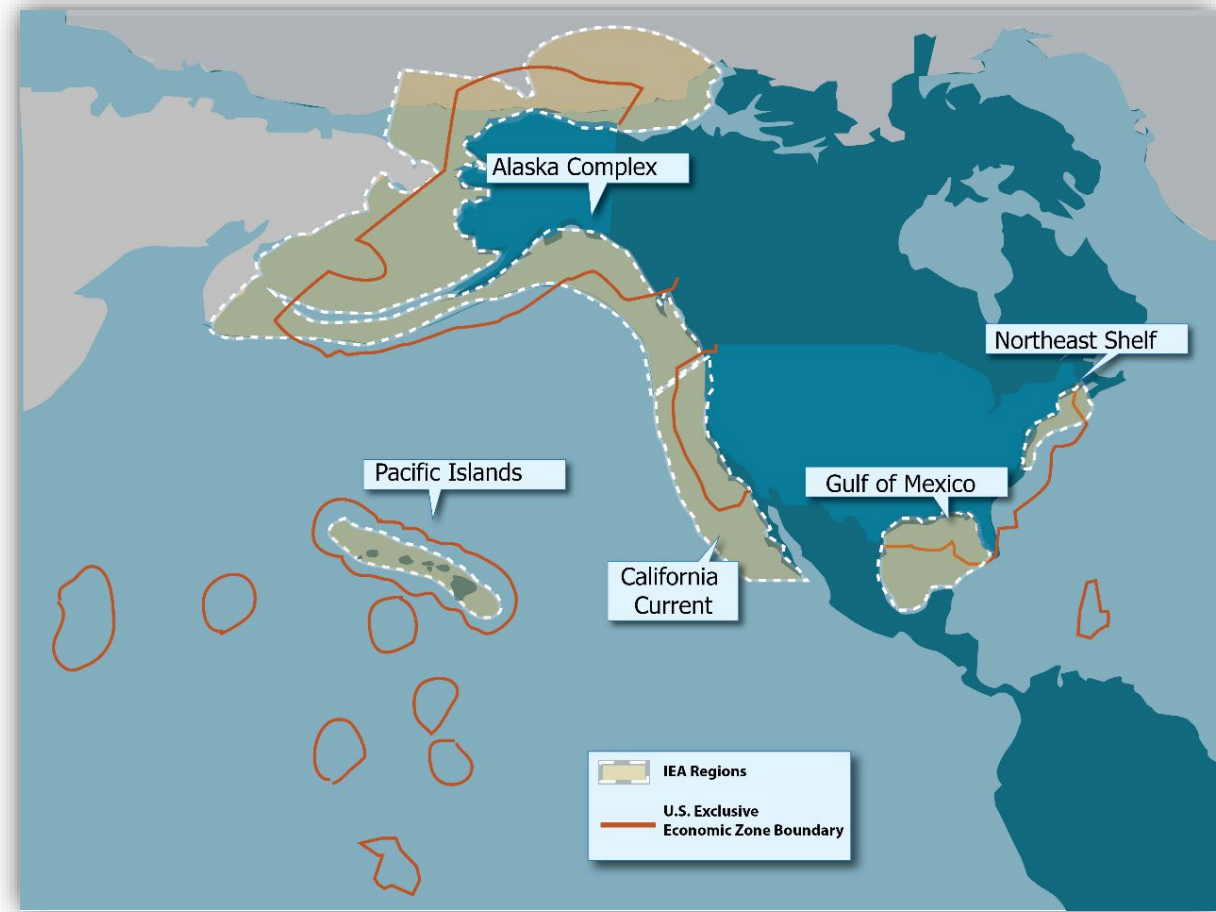 Alaska Complex
Northeast Shelf
Pacific Islands
Gulf of Mexico
California
Current
IEA Regions
U.S. Exclusive
Economic Zone Boundary